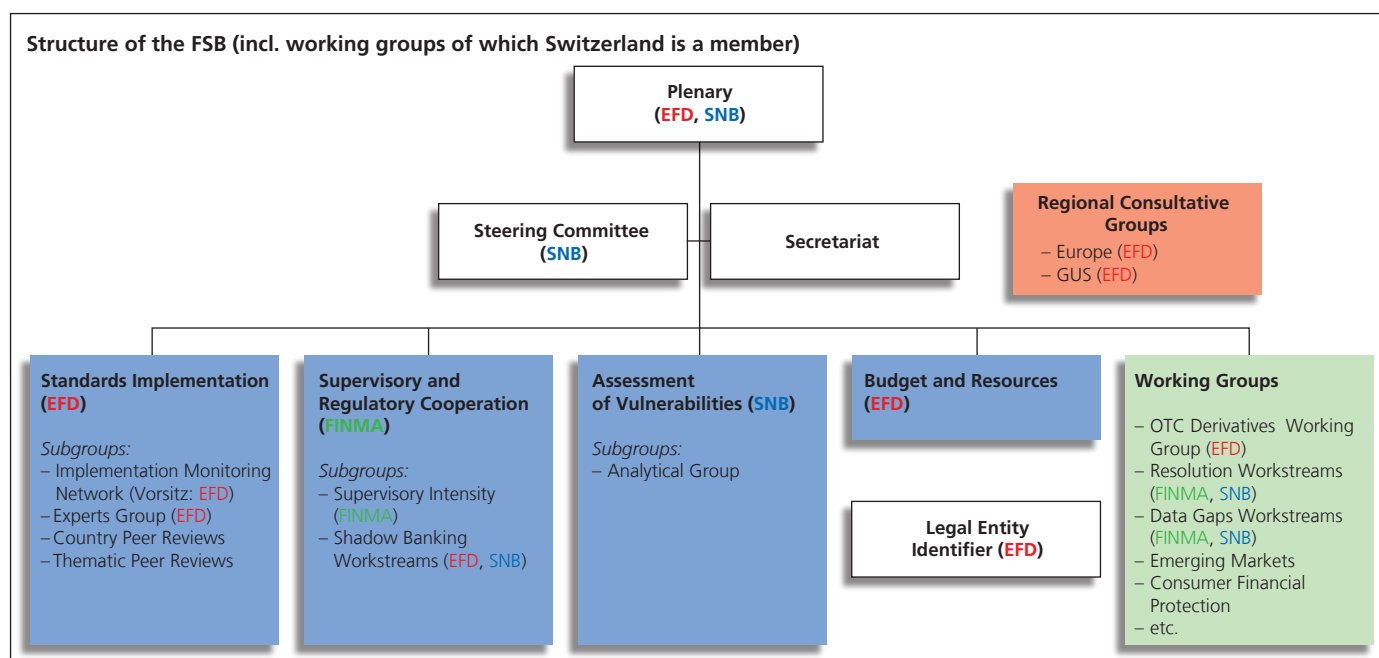 Structure of the FSB (incl. working groups of which Switzerland is a member)
Plenary
(EFD, SNB)
Steering Committee
(SNB)
Secretariat
Regional Consultative
Groups
– Europe (EFD)
– GUS (EFD)
Standards Implementation
(EFD)
Subgroups:
– Implementation Monitoring
Network (Vorsitz: EFD)
– Experts Group (EFD)
– Country Peer Reviews
– Thematic Peer Reviews
Supervisory and
Regulatory Cooperation
(FINMA)
Subgroups:
– Supervisory Intensity
(FINMA)
– Shadow Banking
Workstreams (EFD, SNB)
Assessment
of Vulnerabilities (SNB)
Subgroups:
– Analytical Group
Budget and Resources
(EFD)
Legal Entity
Identifier (EFD)
Working Groups
– OTC Derivatives Working
Group (EFD)
– Resolution Workstreams
(FINMA, SNB)
– Data Gaps Workstreams
(FINMA, SNB)
– Emerging Markets
– Consumer Financial
Protection
– etc.